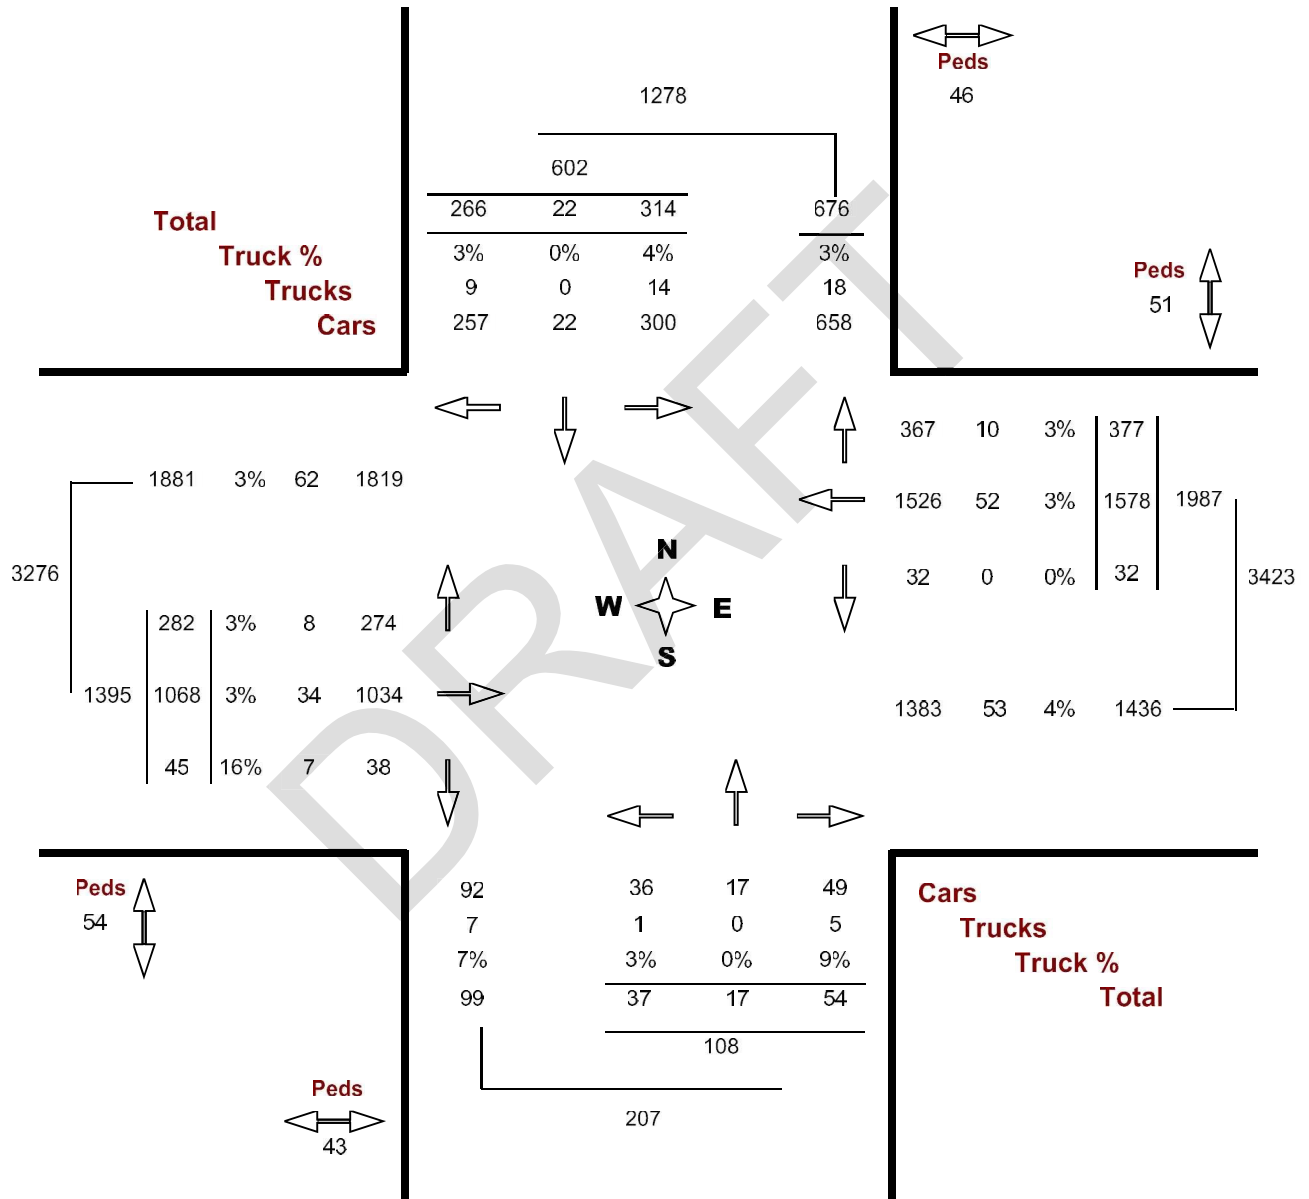 Peds
46
1278
602
266 22 314 676
Total
3% 0% 4% 3%
Truck %
9 0 14 18
Trucks
257 22 300 658
Cars
Peds
51
367 10 3% 377
1881 3% 62 1819
1526 52 3% 1578 1987
N
3276
W E
32 0 0% 32
3423
S
282 3% 8 274
1395 1068 3% 34 1034
1383 53 4% 1436
45 16% 7 38
DRAFT
Peds
54
92 36 17 49
Cars
7 1 0 5
Trucks
7% 3% 0% 9%
Truck %
99 37 17 54
Total
108
Peds
43
207